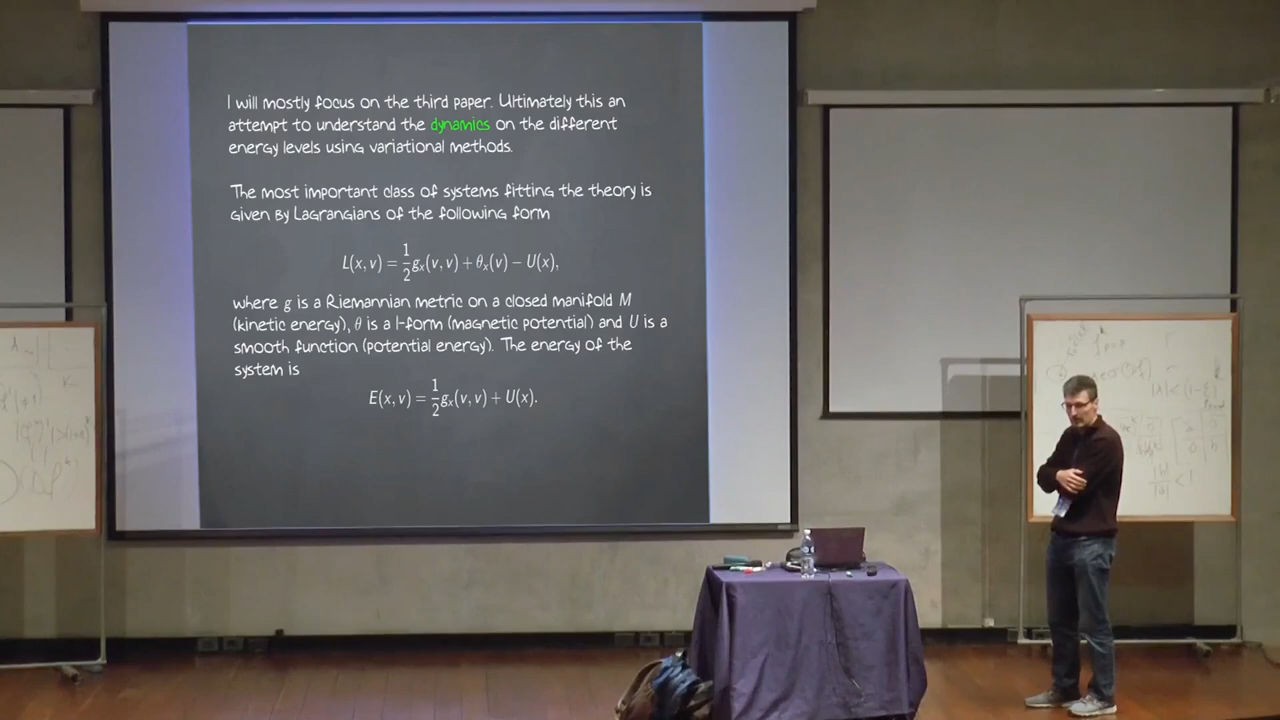 I will mostly focus on the third paper. Ultimately this an
attempt to understand the dynamics on the different
energy levels using variational methods.
The most important class of systems fitting the theory is
given by Lagrangians of the following form
L(x, v) = 1/2 gₓ(v, v) + θₓ(v) − U(x),
where g is a Riemannian metric on a closed manifold M
(kinetic energy), θ is a 1-form (magnetic potential) and U is a
smooth function (potential energy). The energy of the
system is
E(x, v) = 1/2 gₓ(v, v) + U(x).